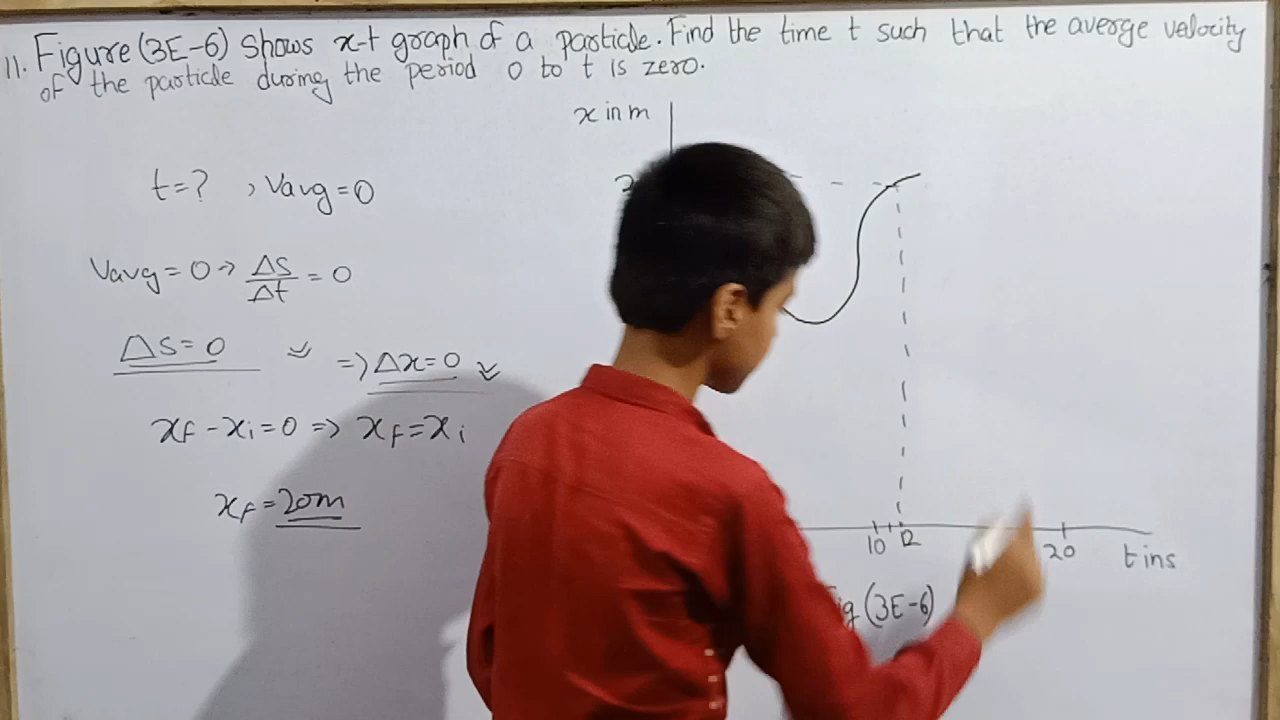 11. Figure (3E-6) shows x-t graph of a particle. Find the time t such that the averge velocity
of the particle during the period 0 to t is zero.
x in m
t=? , Vavg=0
Vavg = 0 → ΔS/Δt = 0
ΔS=0 => Δx=0
xf - xi = 0 => xf = xi
xf = 20m
10 12 20 t in s
(3E-6)